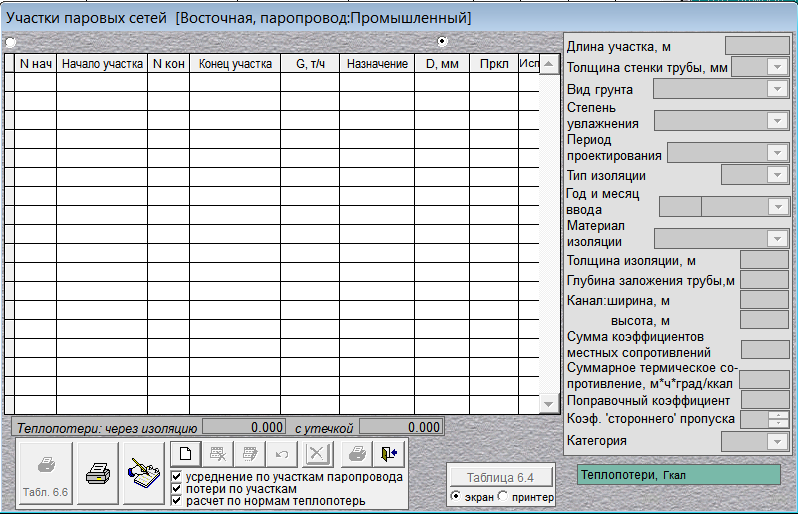 Участки паровых сетей [Восточная, паропровод:Промышленный]
N нач Начало участка N кон Конец участка G, т/ч Назначение D, мм Пркл Исп
Длина участка, м
Толщина стенки трубы, мм
Вид грунта
Степень
увлажнения
Период
проектирования
Тип изоляции
Год и месяц
ввода
Материал
изоляции
Толщина изоляции, м
Глубина заложения трубы,м
Канал:ширина, м
высота, м
Сумма коэффициентов
местных сопротивлений
Суммарное термическое со-
противление, м*ч*град/ккал
Поправочный коэффициент
Коэф. 'стороннего' пропуска
Категория
Теплопотери: через изоляцию 0.000 с утечкой 0.000
Табл. 6.6
усреднение по участкам паропровода
потери по участкам
расчет по нормам теплопотерь
Таблица 6.4
экран принтер
Теплопотери, Гкал